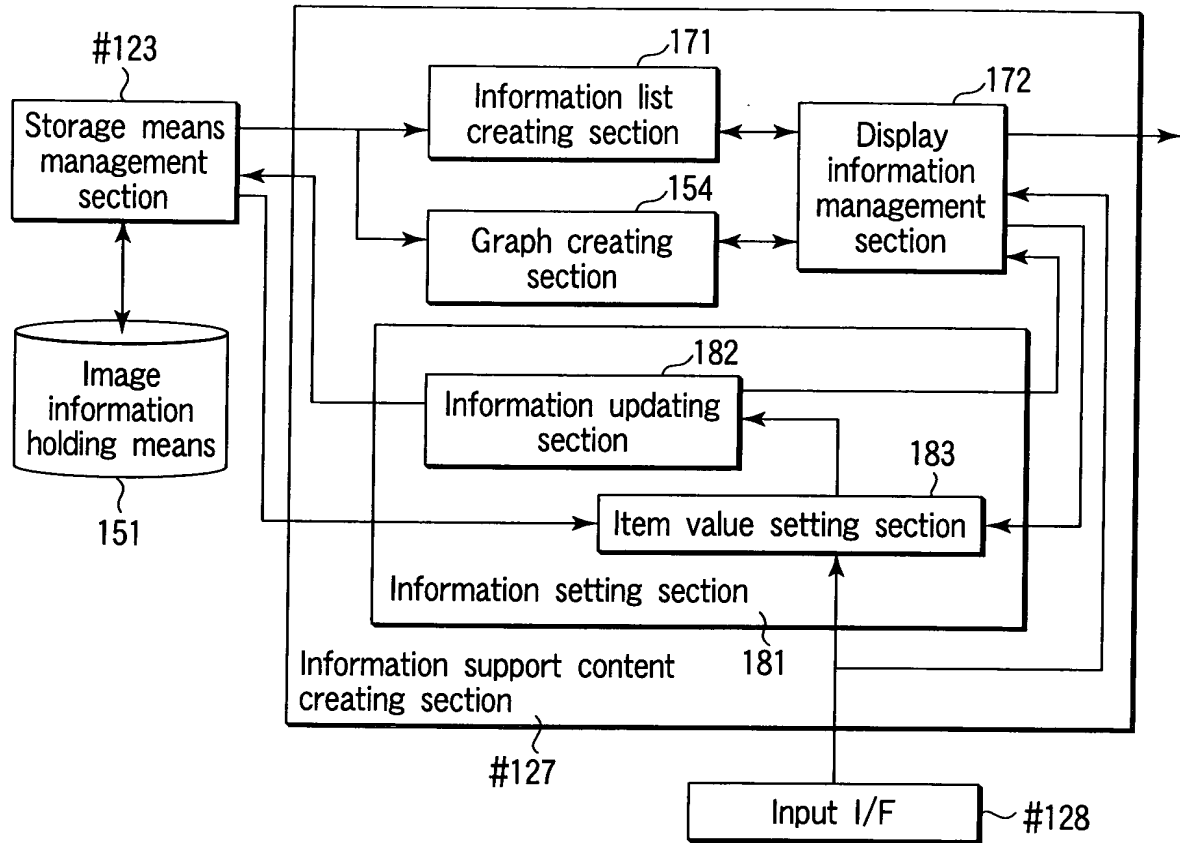 #123
Storage means
management
section
171
Information list
creating section
172
Display
information
management
section
154
Graph creating
section
Image
information
holding means
151
182
Information updating
section
183
Item value setting section
Information setting section
181
Information support content
creating section
#127
Input I/F
#128